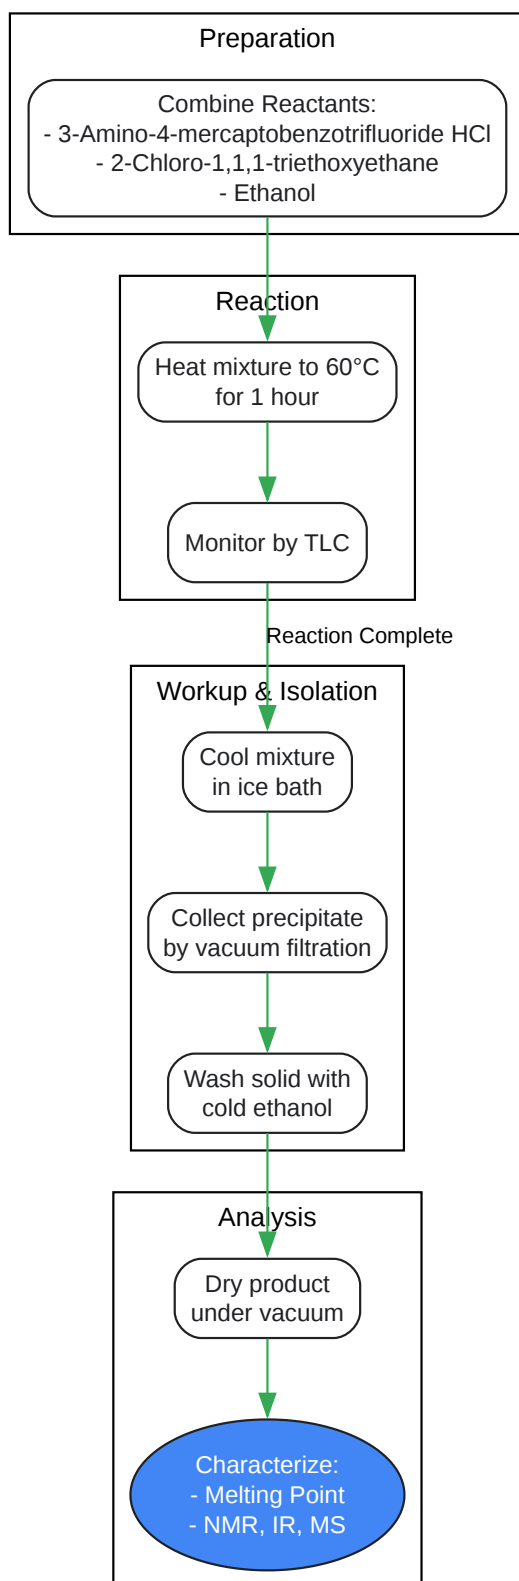 Preparation
Combine Reactants:
- 3-Amino-4-mercaptobenzotrifluoride HCl
- 2-Chloro-1,1,1-triethoxyethane
- Ethanol
Reaction
Heat mixture to 60°C
for 1 hour
Monitor by TLC
Reaction Complete
Workup & Isolation
Cool mixture
in ice bath
Collect precipitate
by vacuum filtration
Wash solid with
cold ethanol
Analysis
Dry product
under vacuum
Characterize:
- Melting Point
- NMR, IR, MS